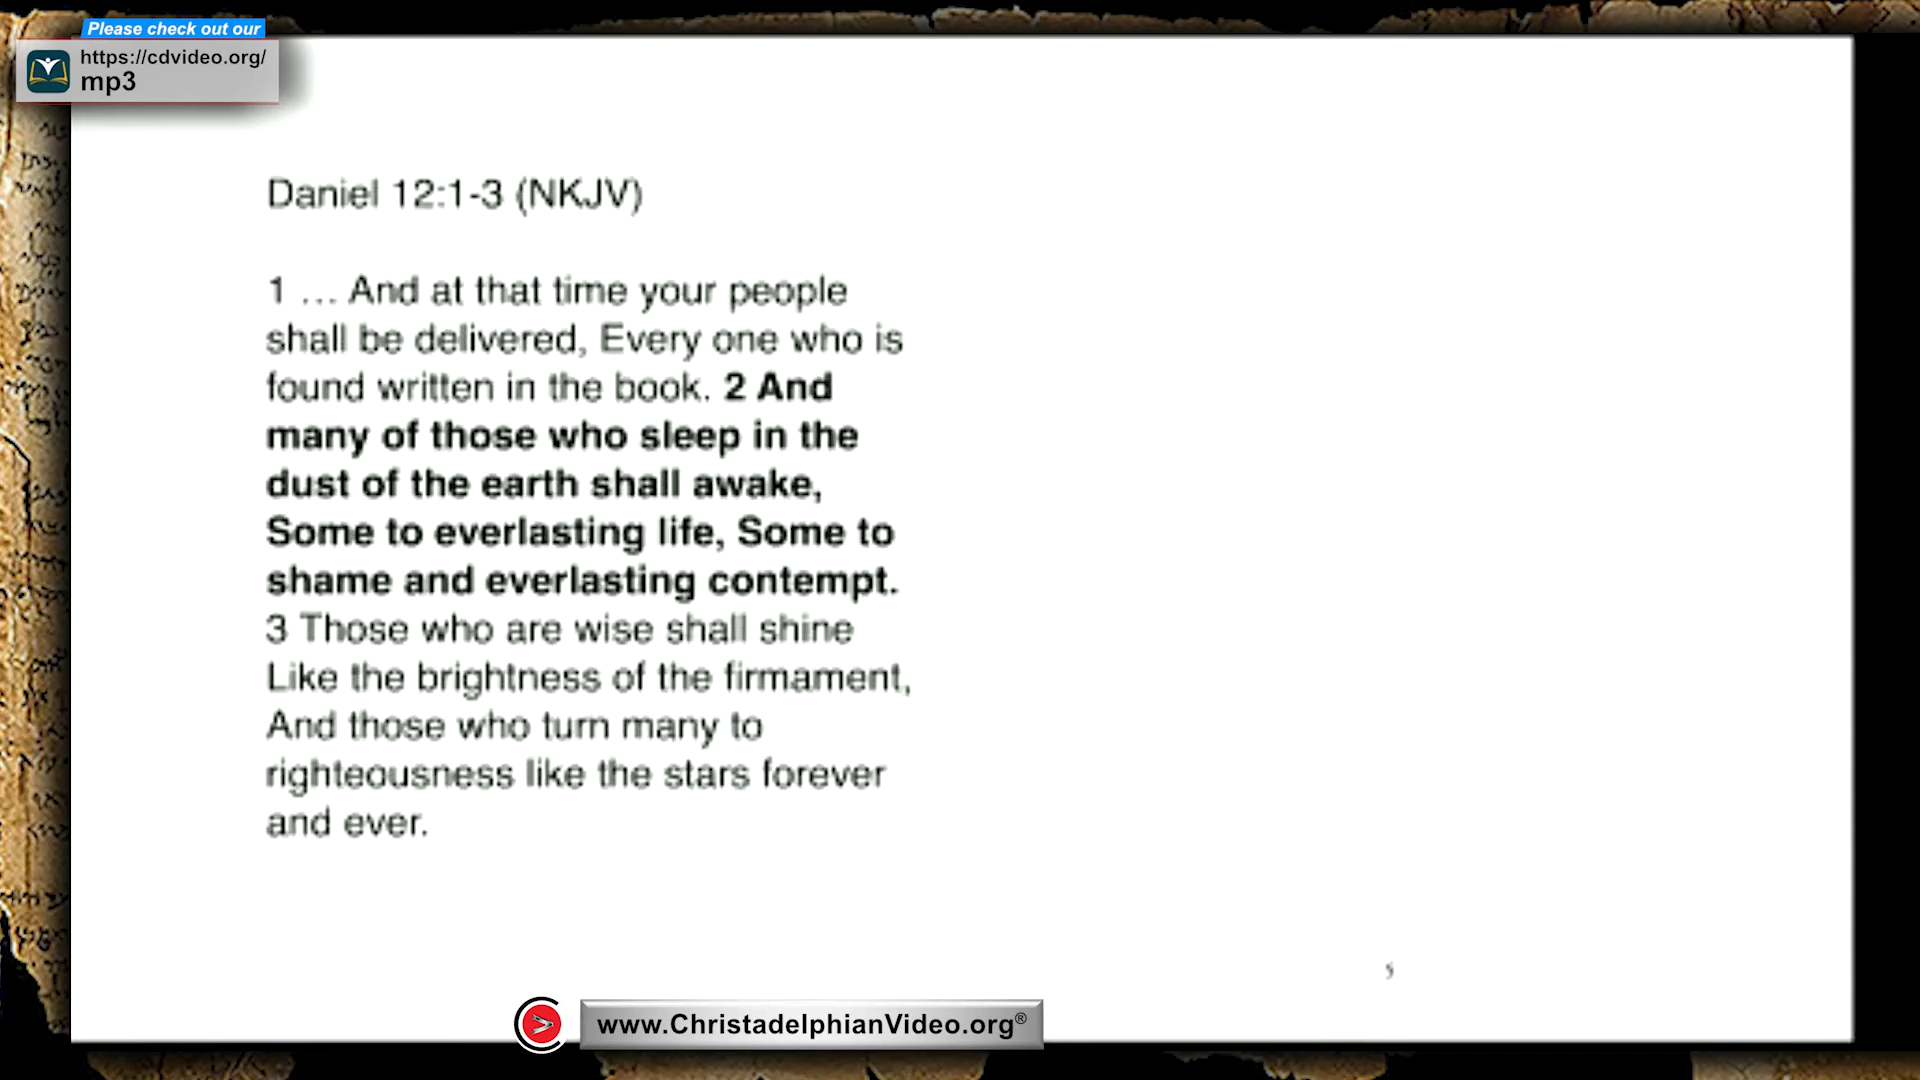 Please check out our
https://cdvideo.org/
mp3
Daniel 12:1-3 (NKJV)
1 ... And at that time your people
shall be delivered, Every one who is
found written in the book. 2 And
many of those who sleep in the
dust of the earth shall awake,
Some to everlasting life, Some to
shame and everlasting contempt.
3 Those who are wise shall shine
Like the brightness of the firmament,
And those who turn many to
righteousness like the stars forever
and ever.
www.ChristadelphianVideo.org®